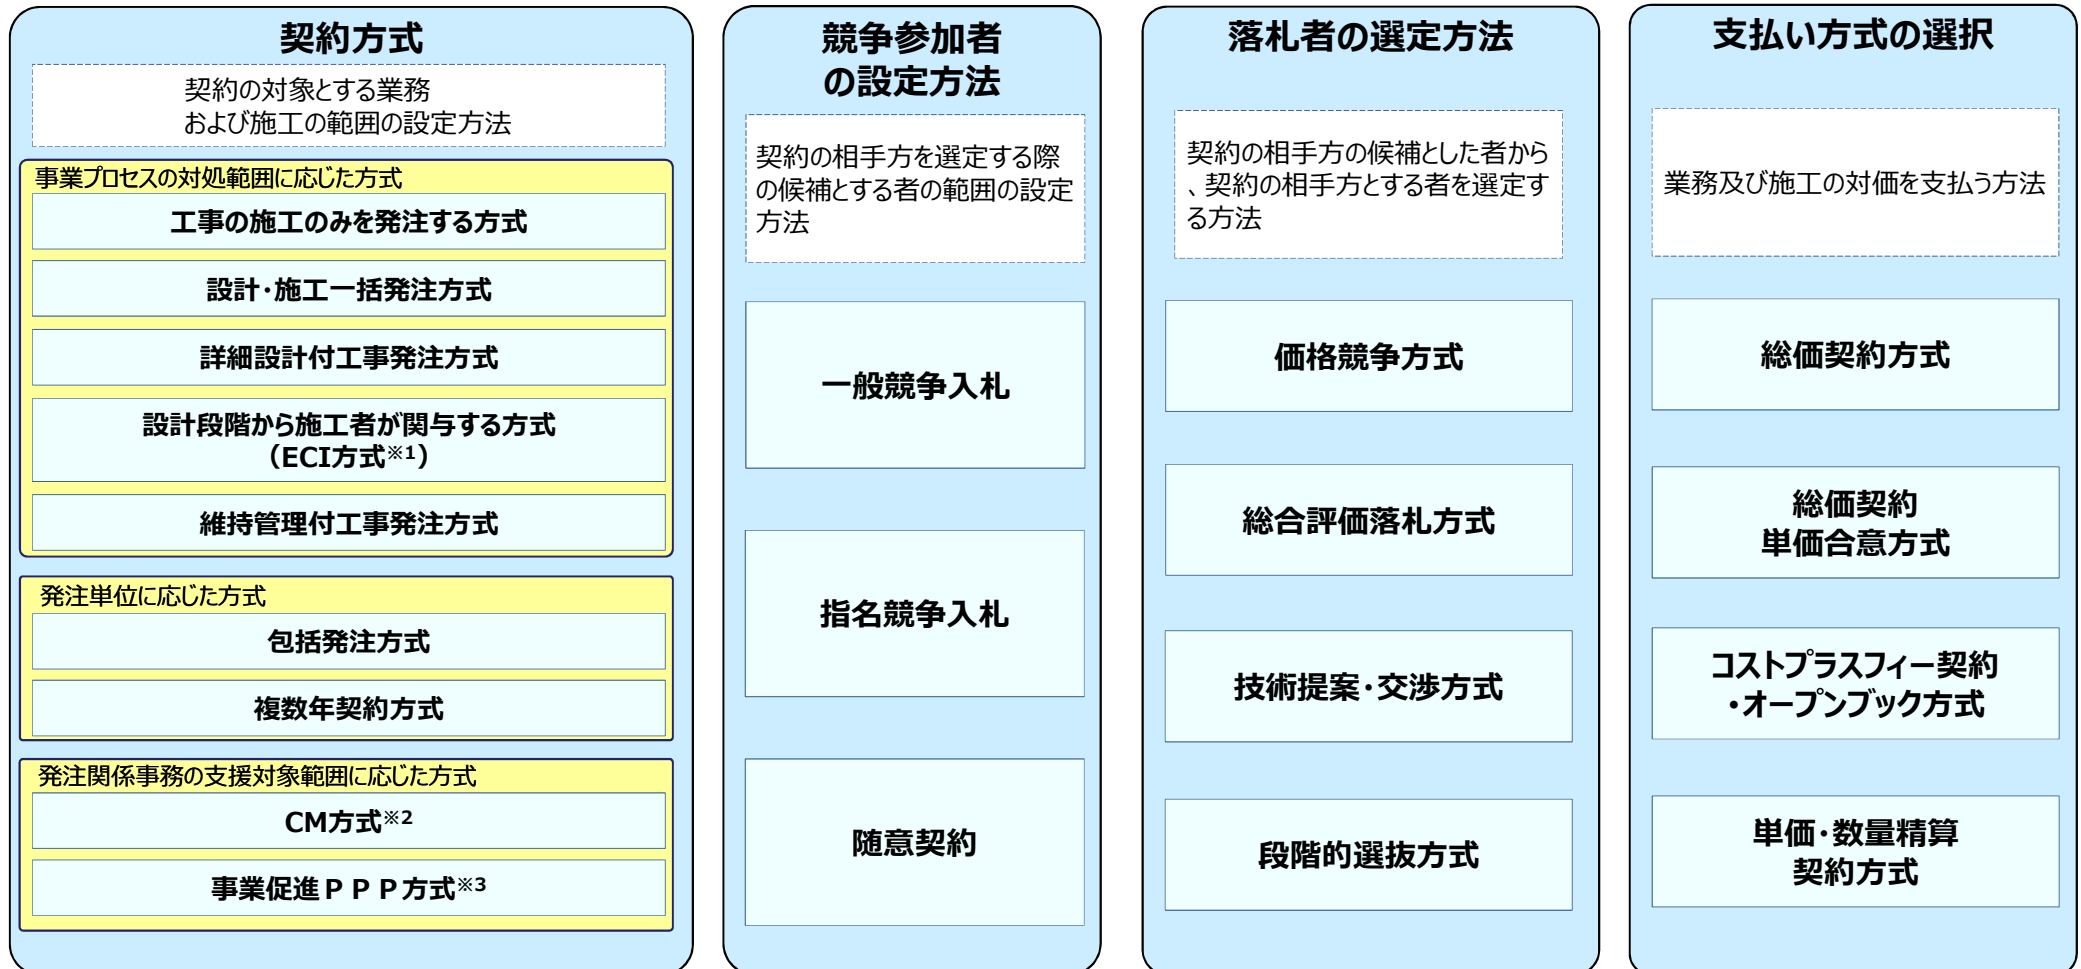 契約方式
契約の対象とする業務
および施工の範囲の設定方法
事業プロセスの対処範囲に応じた方式
工事の施工のみを発注する方式
設計・施工一括発注方式
詳細設計付工事発注方式
設計段階から施工者が関与する方式
（ECI方式※1）
維持管理付工事発注方式
発注単位に応じた方式
包括発注方式
複数年契約方式
発注関係事務の支援対象範囲に応じた方式
CM方式※2
事業促進ＰＰＰ方式※3
競争参加者
の設定方法
契約の相手方を選定する際
の候補とする者の範囲の設定
方法
一般競争入札
指名競争入札
随意契約
落札者の選定方法
契約の相手方の候補とした者から
、契約の相手方とする者を選定す
る方法
価格競争方式
総合評価落札方式
技術提案・交渉方式
段階的選抜方式
支払い方式の選択
業務及び施工の対価を支払う方法
総価契約方式
総価契約
単価合意方式
コストプラスフィー契約
・オープンブック方式
単価・数量精算
契約方式